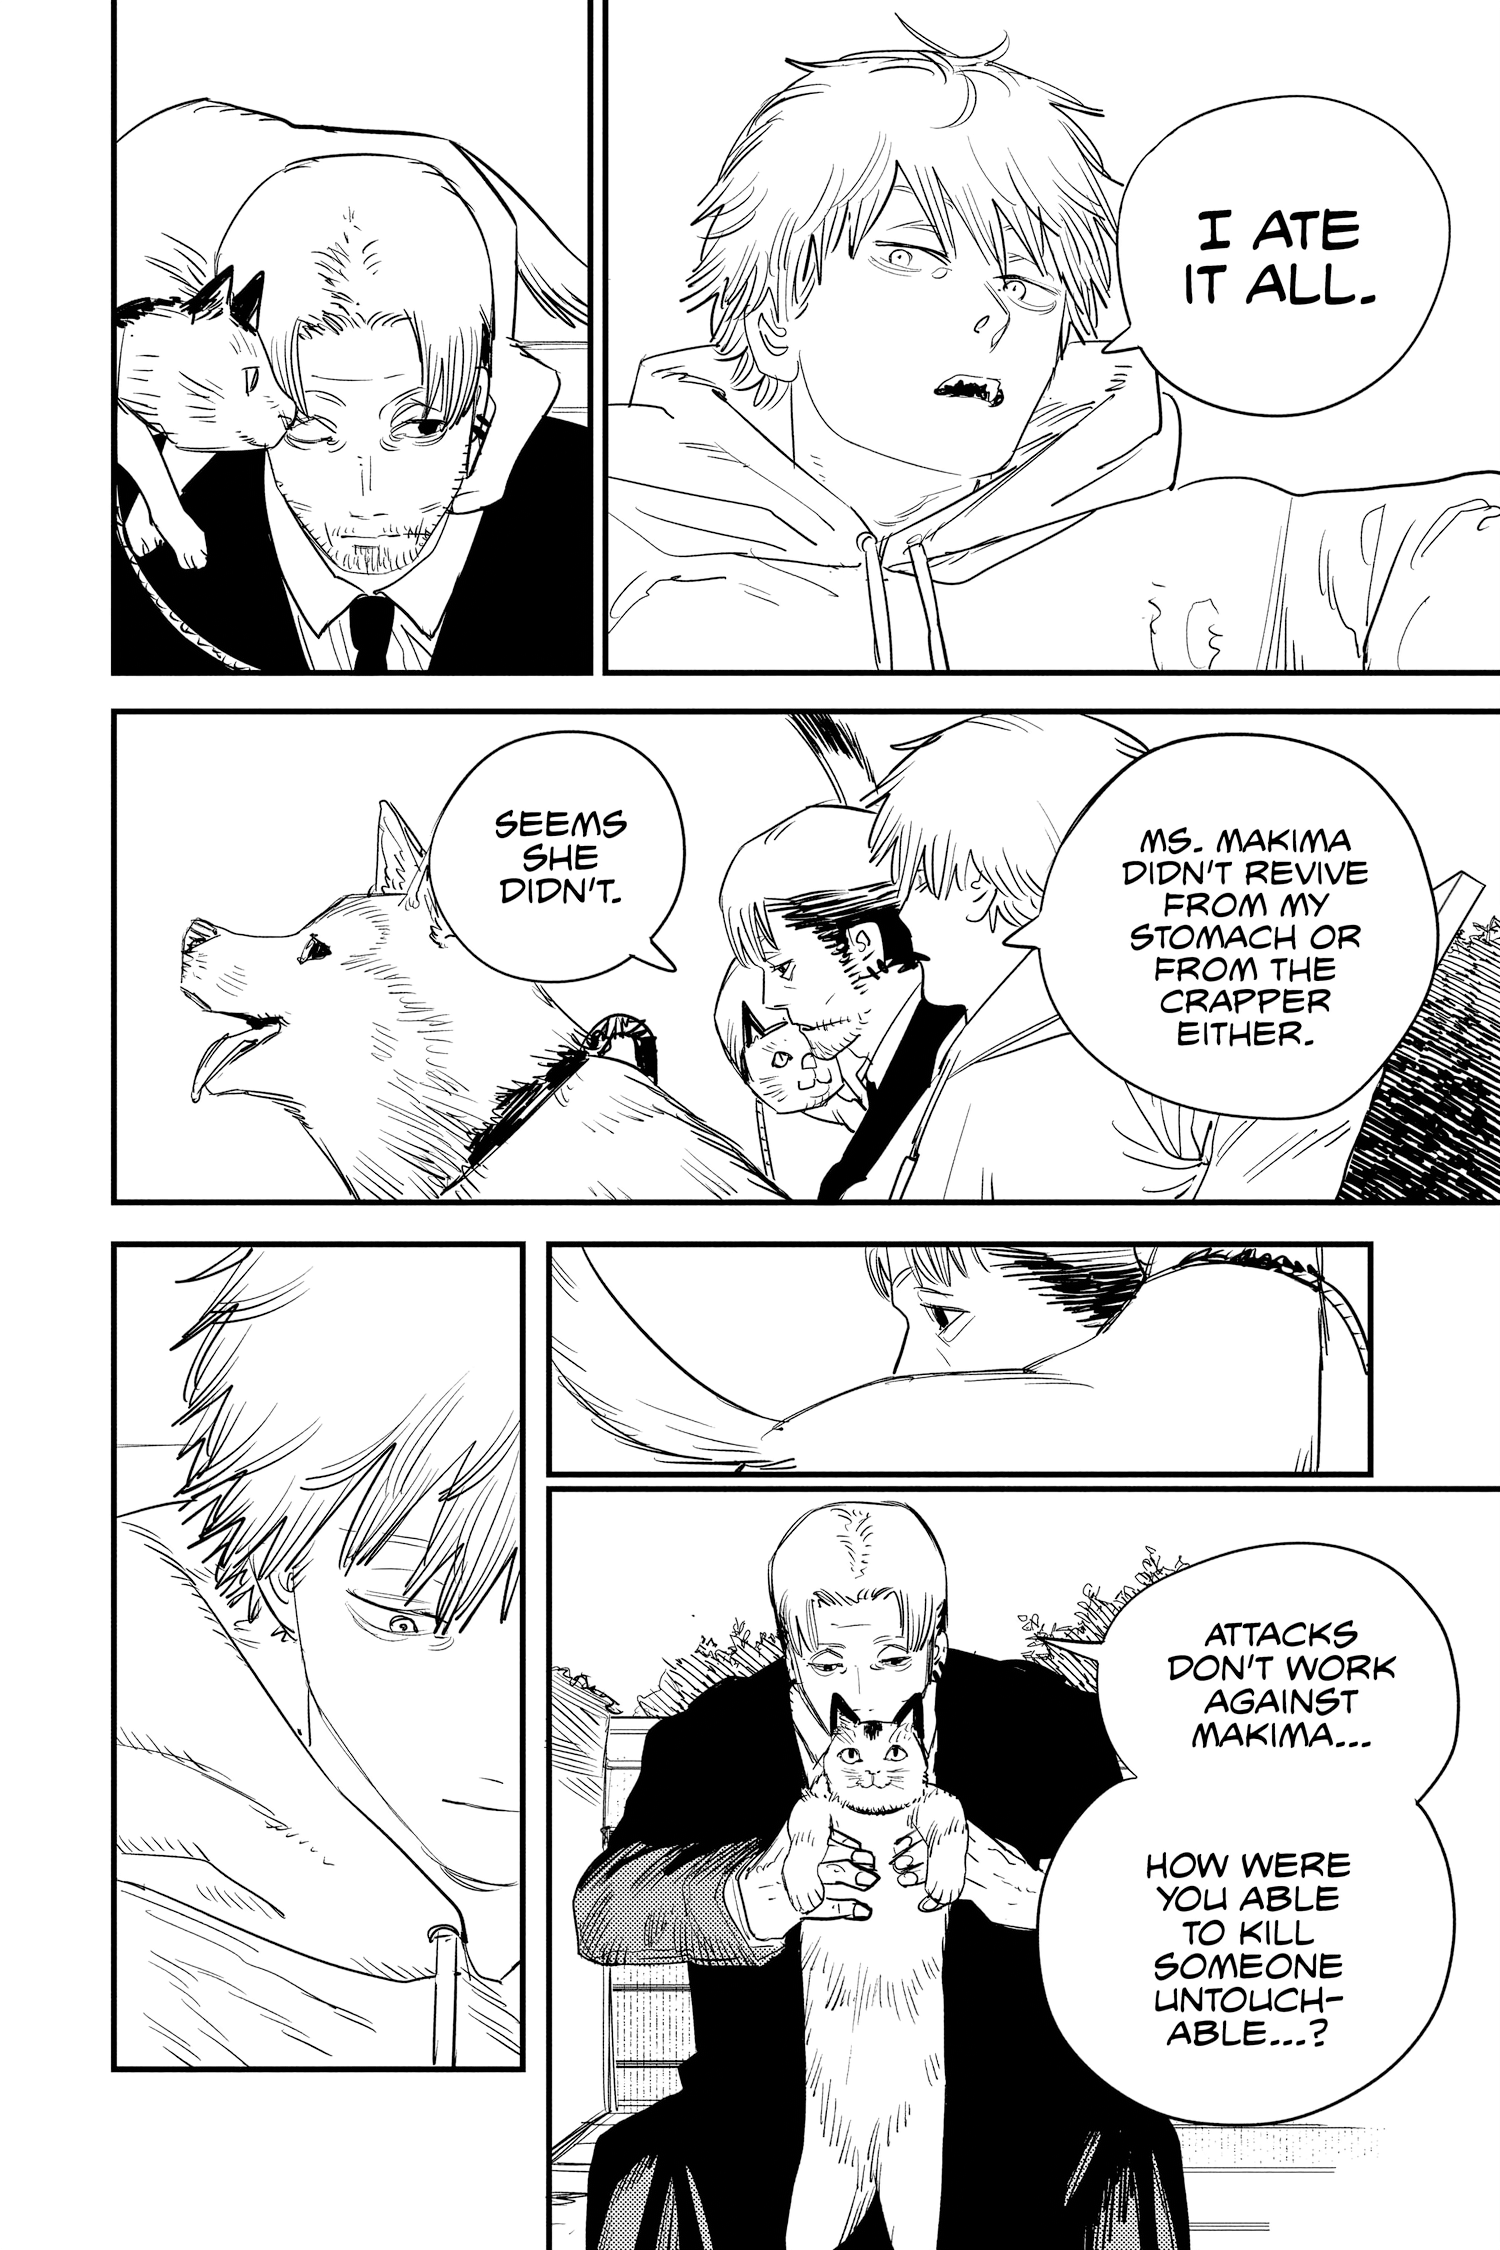 I ATE
IT ALL.
MS. MAKIMA
DIDN'T REVIVE
FROM MY
STOMACH OR
FROM THE
CRAPPER
EITHER.
SEEMS
SHE
DIDN'T.
ATTACKS
DON'T WORK
AGAINST
MAKIMA...
HOW WERE
YOU ABLE
TO KILL
SOMEONE
UNTOUCH-
ABLE...?